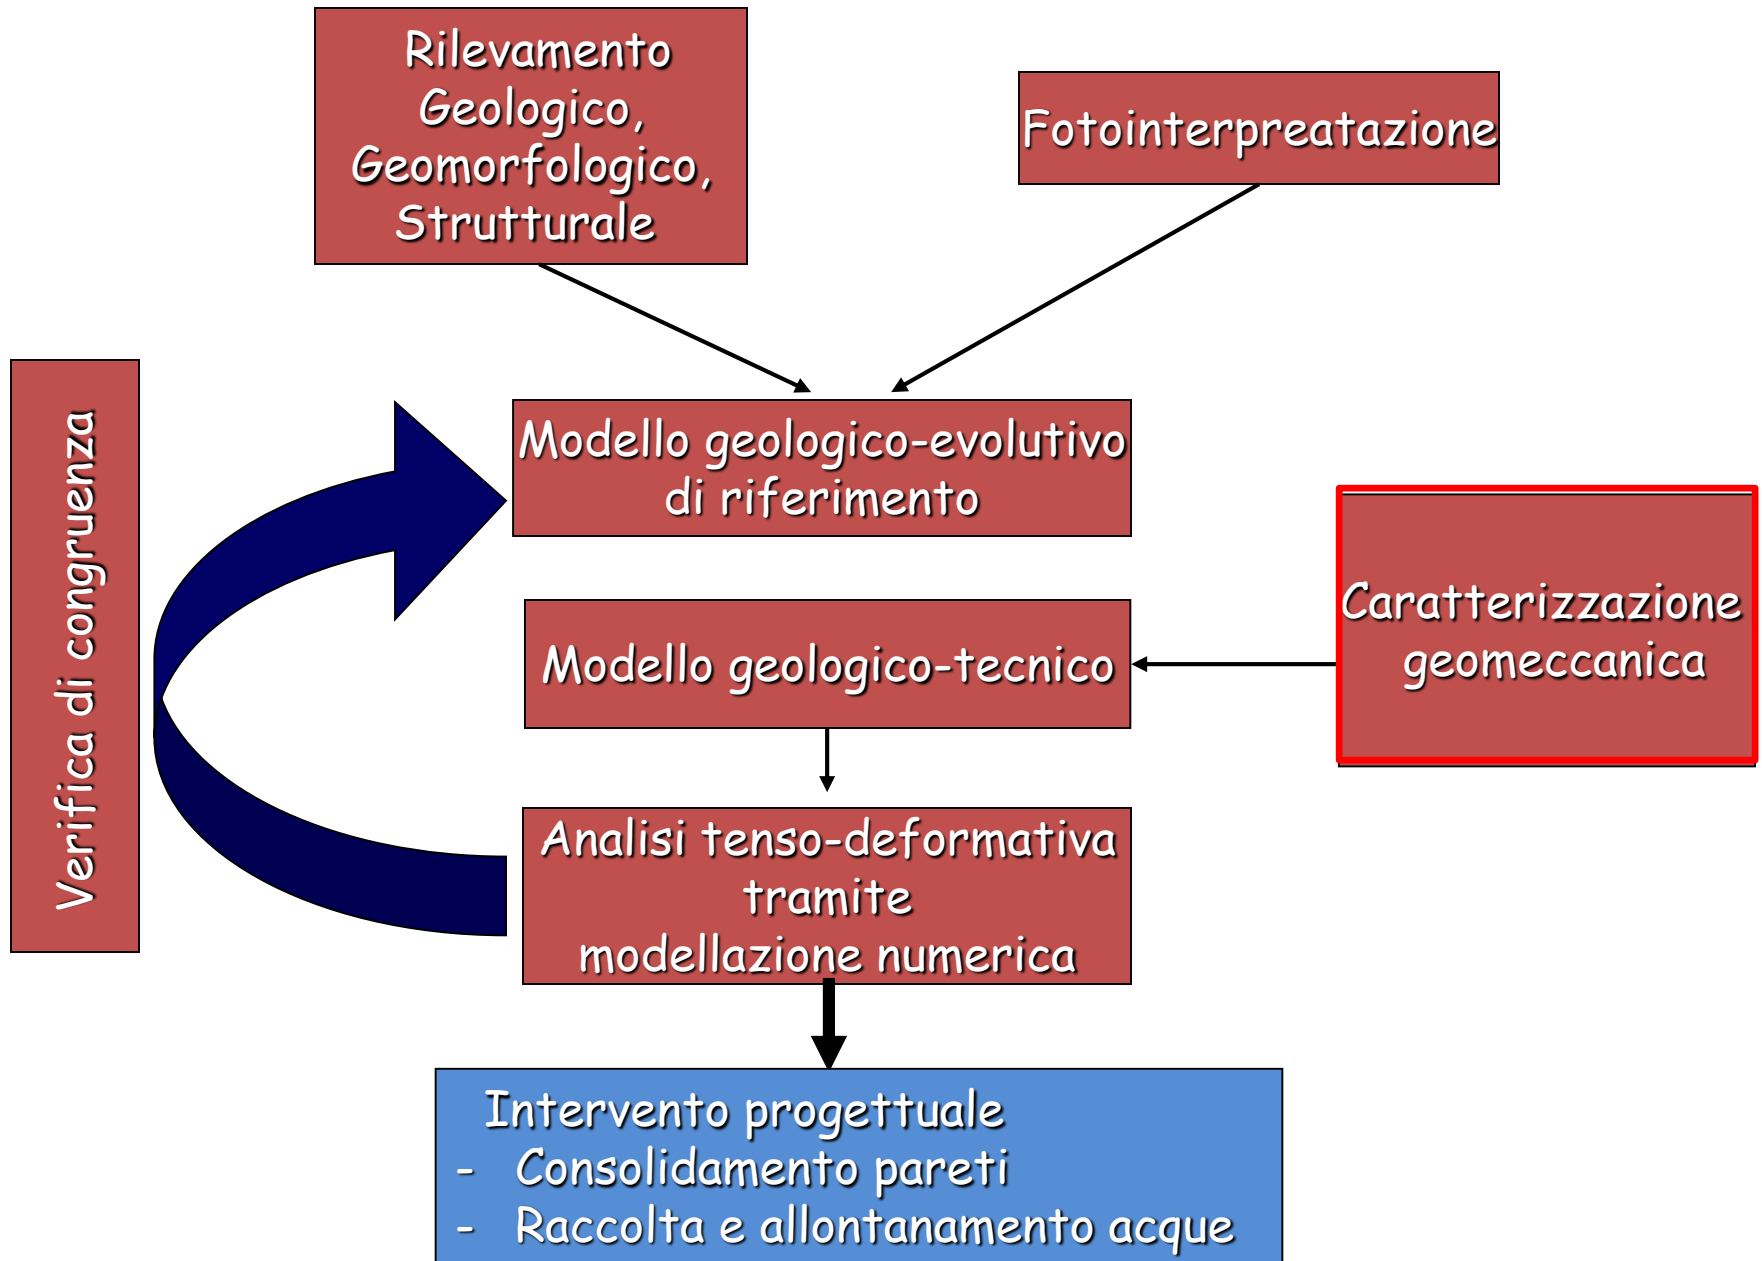 Rilevamento
Geologico,
Geomorfologico,
Strutturale
Fotointerpreatazione
Verifica di congruenza
Modello geologico-evolutivo
di riferimento
Caratterizzazione
geomeccanica
Modello geologico-tecnico
Analisi tenso-deformativa
tramite
modellazione numerica
Intervento progettuale
- Consolidamento pareti
- Raccolta e allontanamento acque